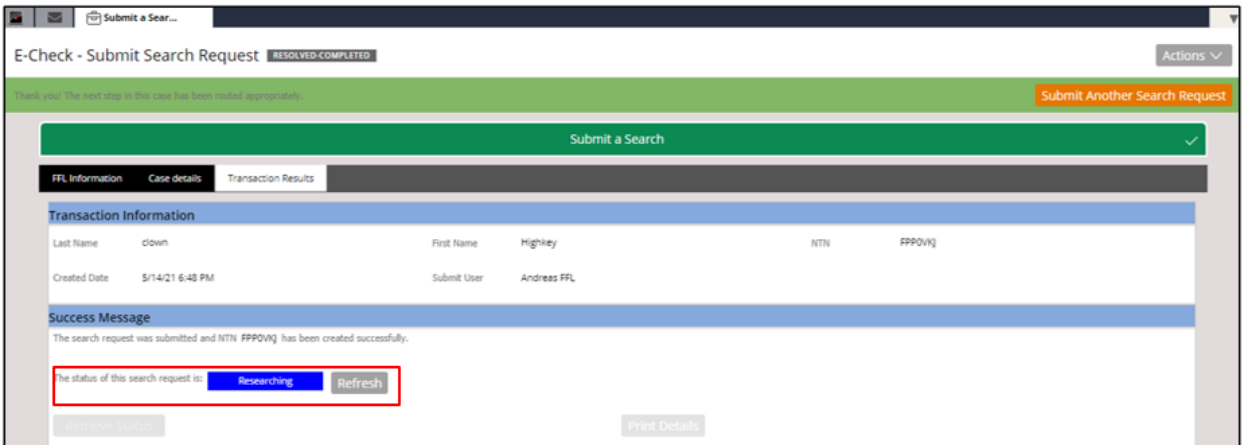 Submit a Sear...
E-Check - Submit Search Request RESOLVED-COMPLETED Actions
Thank you! The next step in this case has been routed appropriately. Submit Another Search Request
Submit a Search
FFL Information Case details Transaction Results
Transaction Information
Last Name clown First Name Highkey NTN FPP0VKJ
Created Date 5/14/21 6:48 PM Submit User Andreas FFL
Success Message
The search request was submitted and NTN FPP0VKJ has been created successfully.
The status of this search request is: Researching Refresh
Retrieve Status Print Details